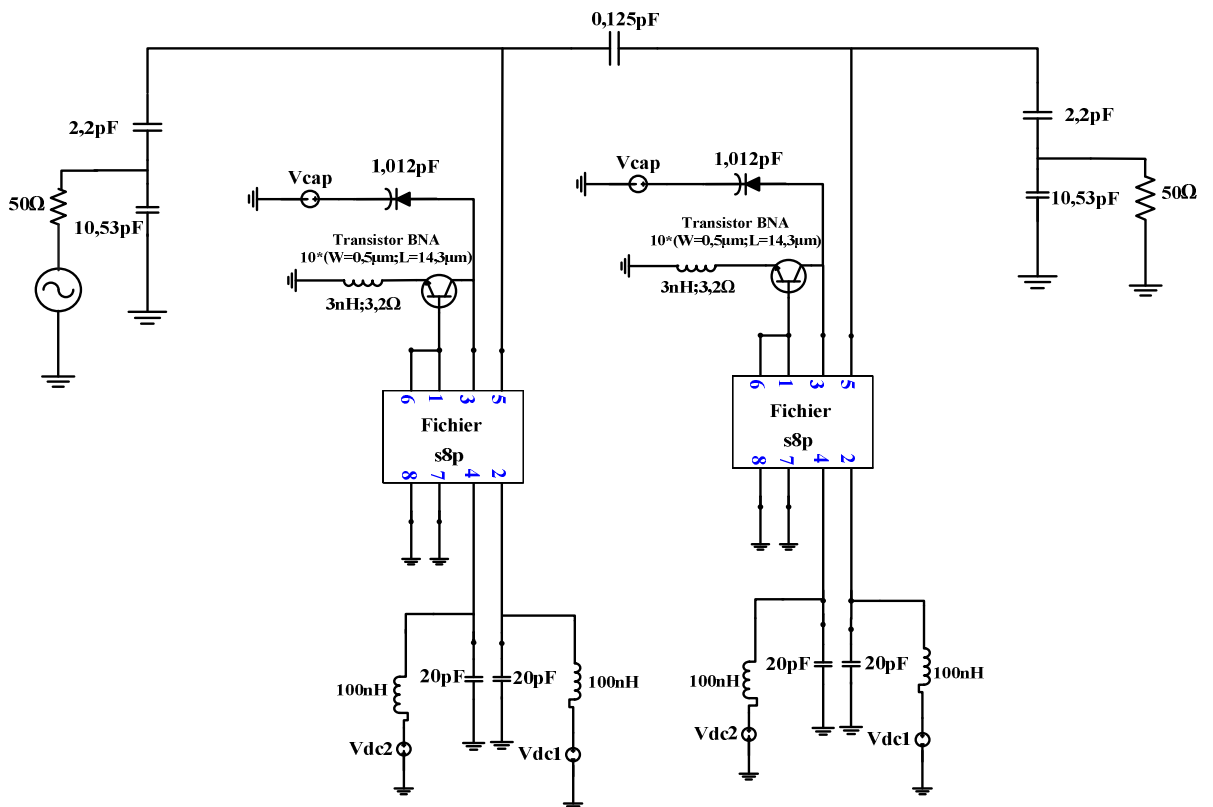 0,125pF
2,2pF
50Ω
10,53pF
Vcap
1,012pF
Transistor BNA
10*(W=0,5µm;L=14,3µm)
3nH;3,2Ω
6 1 3 5
Fichier
s8p
8 7 4 2
100nH
20pF
20pF
100nH
Vdc2
Vdc1
Vcap
1,012pF
Transistor BNA
10*(W=0,5µm;L=14,3µm)
3nH;3,2Ω
6 1 3 5
Fichier
s8p
8 7 4 2
100nH
20pF
20pF
100nH
Vdc2
Vdc1
2,2pF
10,53pF
50Ω